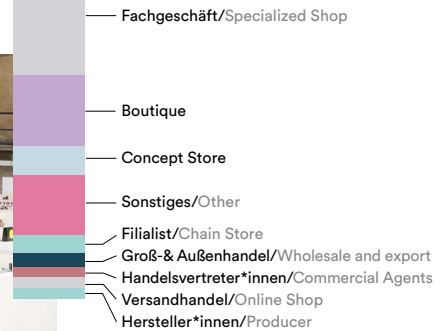 Fachgeschäft/Specialized Shop
Boutique
Concept Store
Sonstiges/Other
Filialist/Chain Store
Groß-& Außenhandel/Wholesale and export
Handelsvertreter*innen/Commercial Agents
Versandhandel/Online Shop
Hersteller*innen/Producer